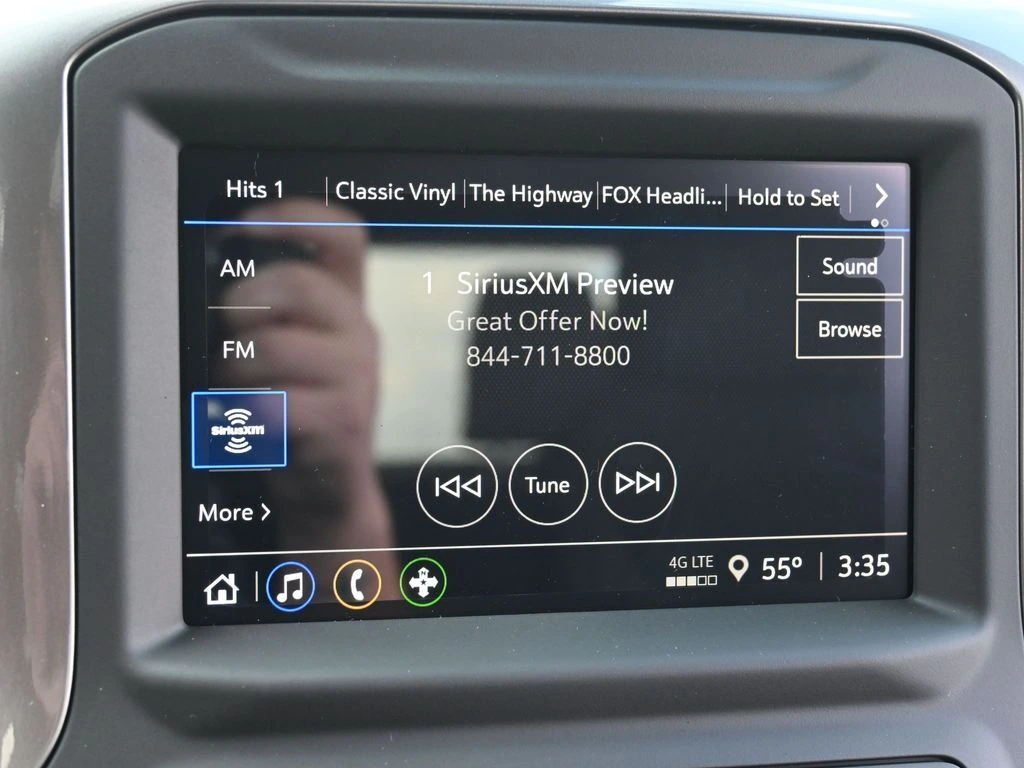 Hits 1 Classic Vinyl The Highway FOX Headli... Hold to Set
AM
FM
SiriusXM
More
1 SiriusXM Preview
Great Offer Now!
844-711-8800
Sound
Browse
Tune
N
4G LTE
55° 3:35